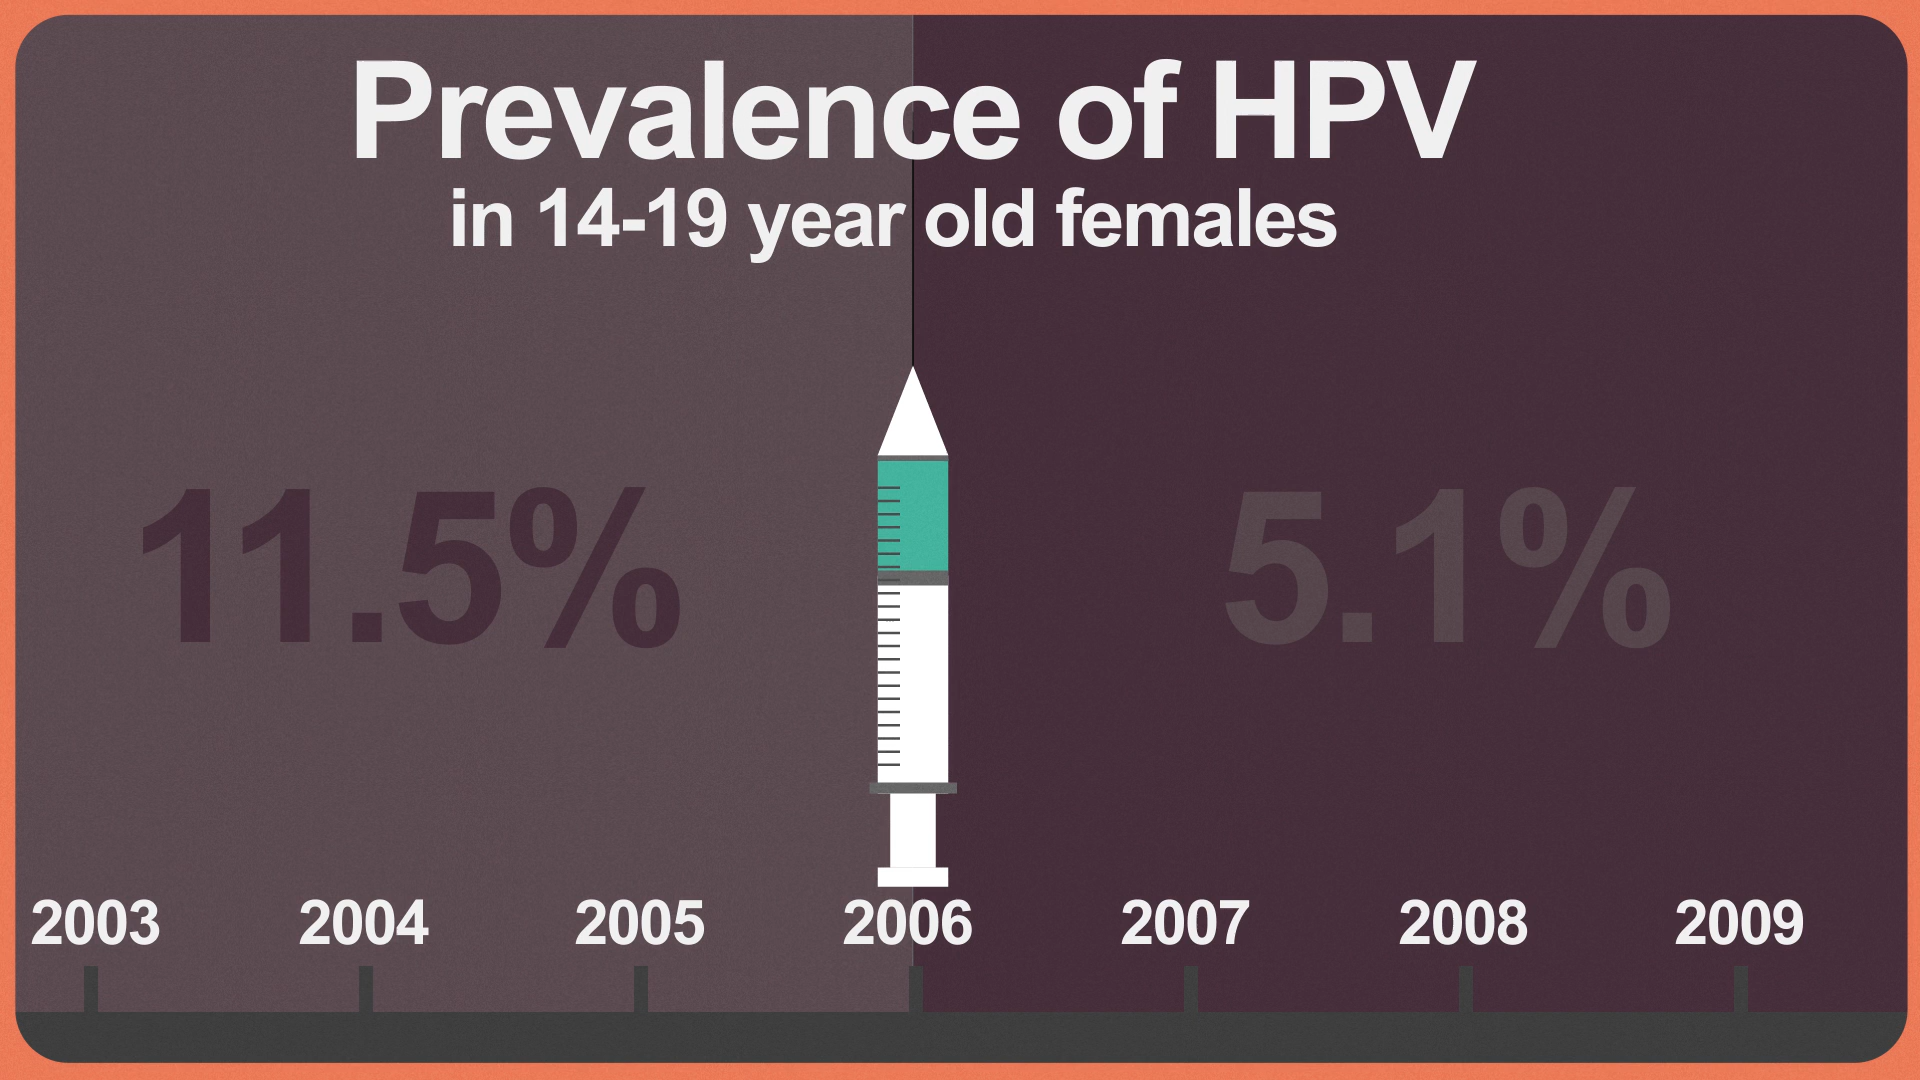 Prevalence of HPV
in 14-19 year old females
11.5% 5.1%
2003 2004 2005 2006 2007 2008 2009